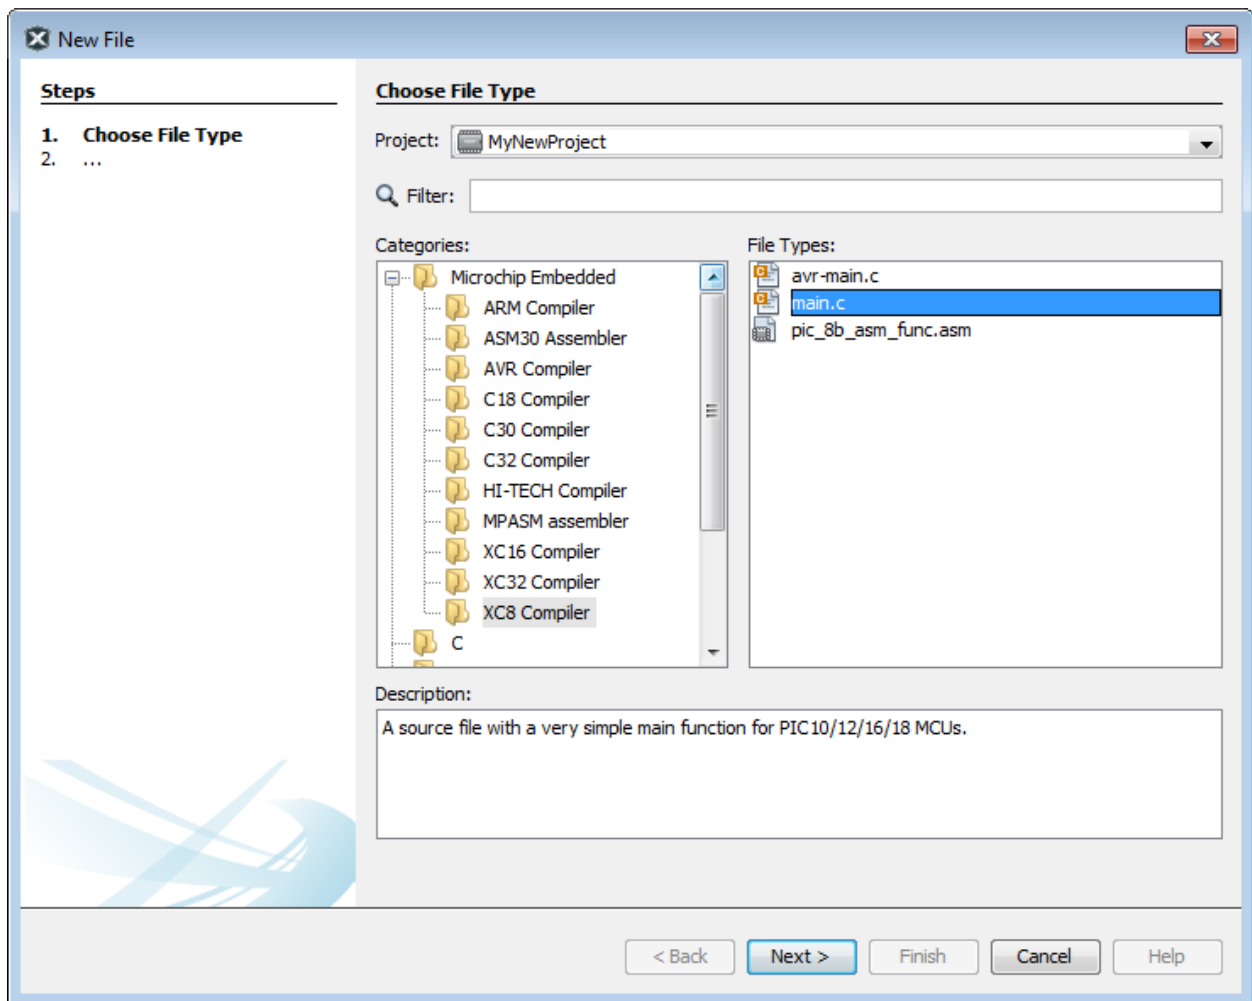 New File
Steps
1. Choose File Type
2. ...
Choose File Type
Project: MyNewProject
Filter:
Categories:
Microchip Embedded
ARM Compiler
ASM30 Assembler
AVR Compiler
C18 Compiler
C30 Compiler
C32 Compiler
HI-TECH Compiler
MPASM assembler
XC16 Compiler
XC32 Compiler
XC8 Compiler
C
File Types:
avr-main.c
main.c
pic_8b_asm_func.asm
Description:
A source file with a very simple main function for PIC10/12/16/18 MCUs.
< Back Next > Finish Cancel Help